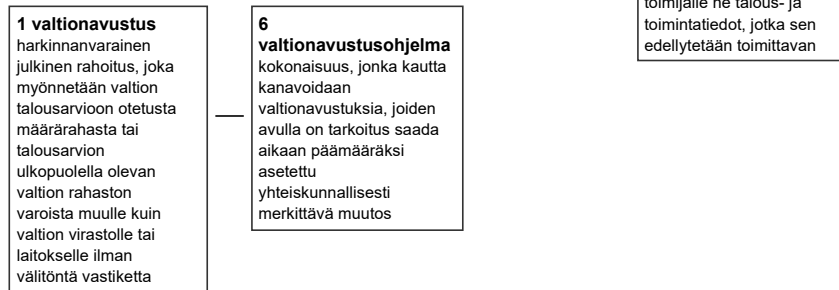 1 valtionavustus
harkinnanvarainen
julkinen rahoitus, joka
myönnetään valtion
talousarvioon otetusta
määrärahasta tai
talousarvion
ulkopuolella olevan
valtion rahaston
varoista muulle kuin
valtion virastolle tai
laitokselle ilman
välitöntä vastiketta
6
valtionavustusohjelma
kokonaisuus, jonka kautta
kanavoidaan
valtionavustuksia, joiden
avulla on tarkoitus saada
aikaan päämääräksi
asetettu
yhteiskunnallisesti
merkittävä muutos
toimijalle ne talous- ja
toimintatiedot, jotka sen
edellytetään toimittavan